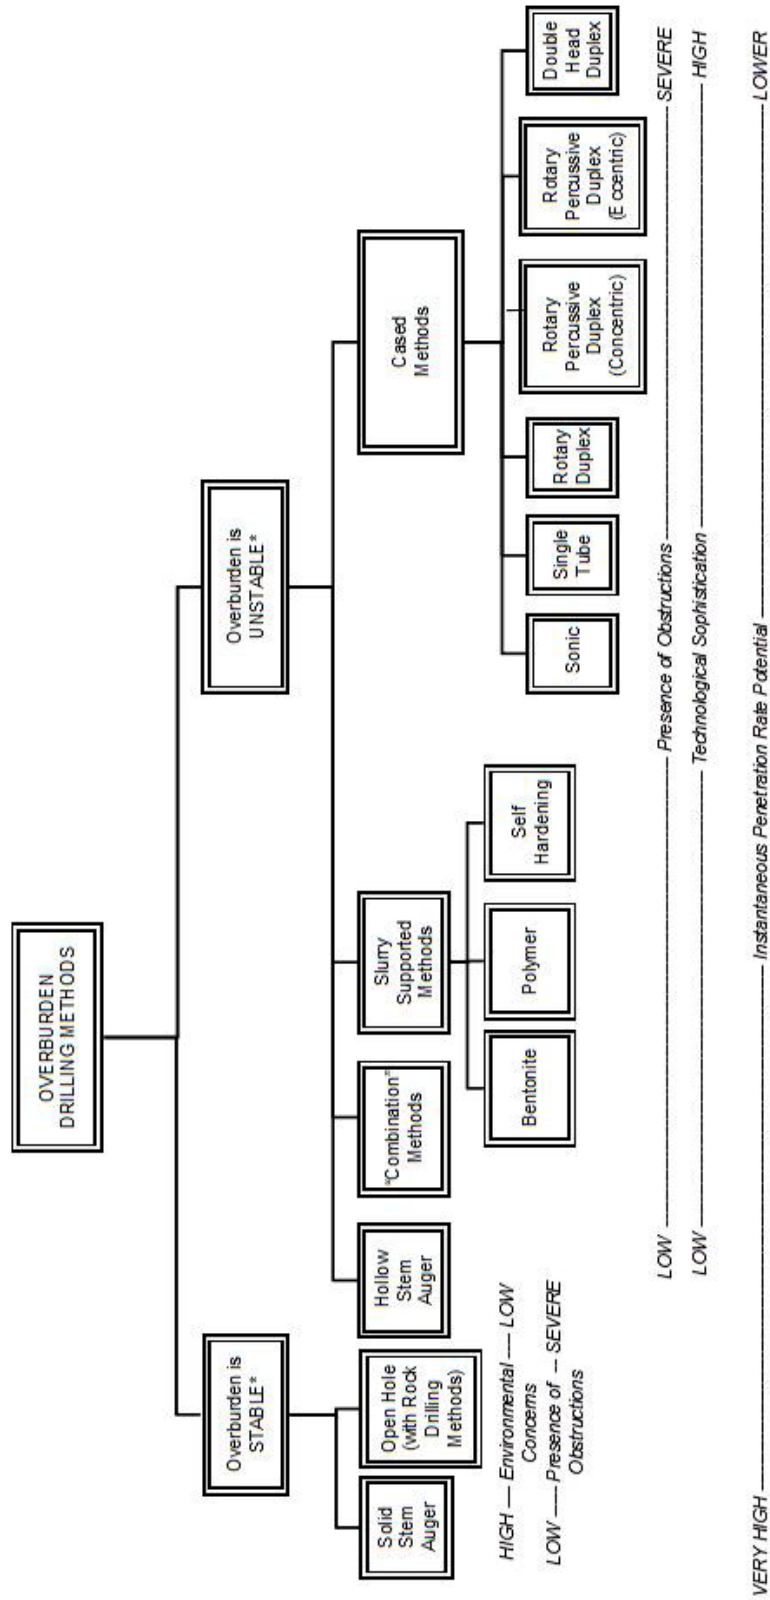 OVERBURDEN
DRILLING METHODS
Overburden is
STABLE*
Overburden is
UNSTABLE*
Solid
Stem
Auger
Open Hole
(with Rock
Drilling
Methods)
Hollow
Stem
Auger
"Combination"
Methods
Slurry
Supported
Methods
Cased
Methods
Bentonite
Polymer
Self
Hardening
Sonic
Single
Tube
Rotary
Duplex
Rotary
Percussive
Duplex
(Concentric)
Rotary
Percussive
Duplex
(Eccentric)
Double
Head
Duplex
HIGH — Environmental — LOW
Concerns
LOW — Presence of — SEVERE
Obstructions
LOW — Presence of Obstructions — SEVERE
LOW — Technological Sophistication — HIGH
VERY HIGH — Instantaneous Penetration Rate Potential — LOWER